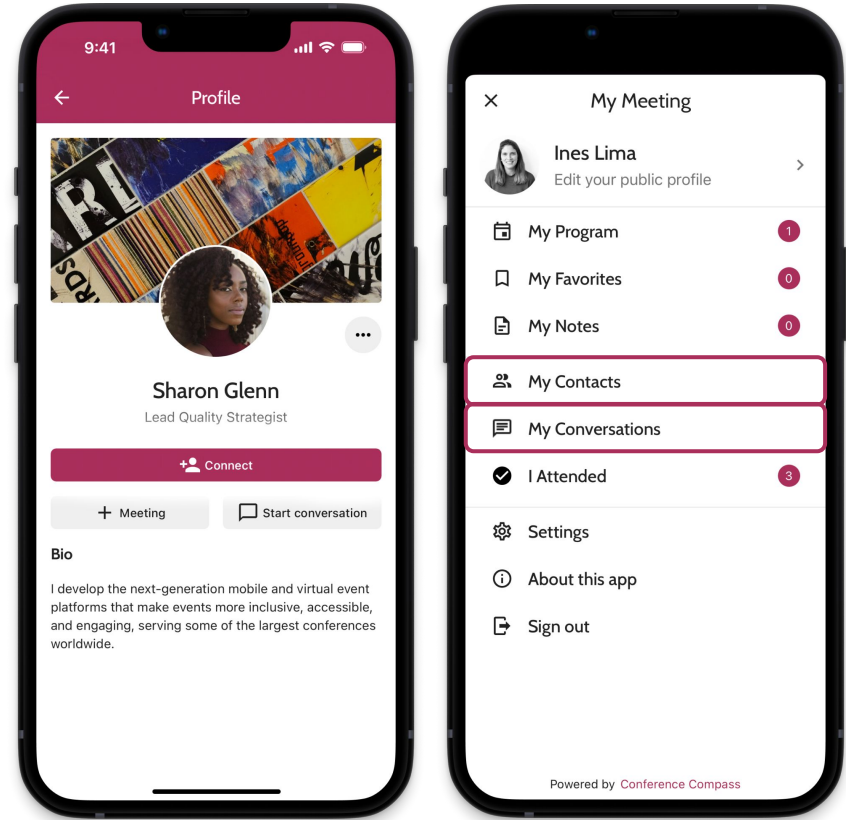 9:41
Profile
Sharon Glenn
Lead Quality Strategist
Connect
Meeting
Start conversation
Bio
I develop the next-generation mobile and virtual event
platforms that make events more inclusive, accessible,
and engaging, serving some of the largest conferences
worldwide.
My Meeting
Ines Lima
Edit your public profile
My Program 1
My Favorites 0
My Notes 0
My Contacts
My Conversations
I Attended 3
Settings
About this app
Sign out
Powered by Conference Compass